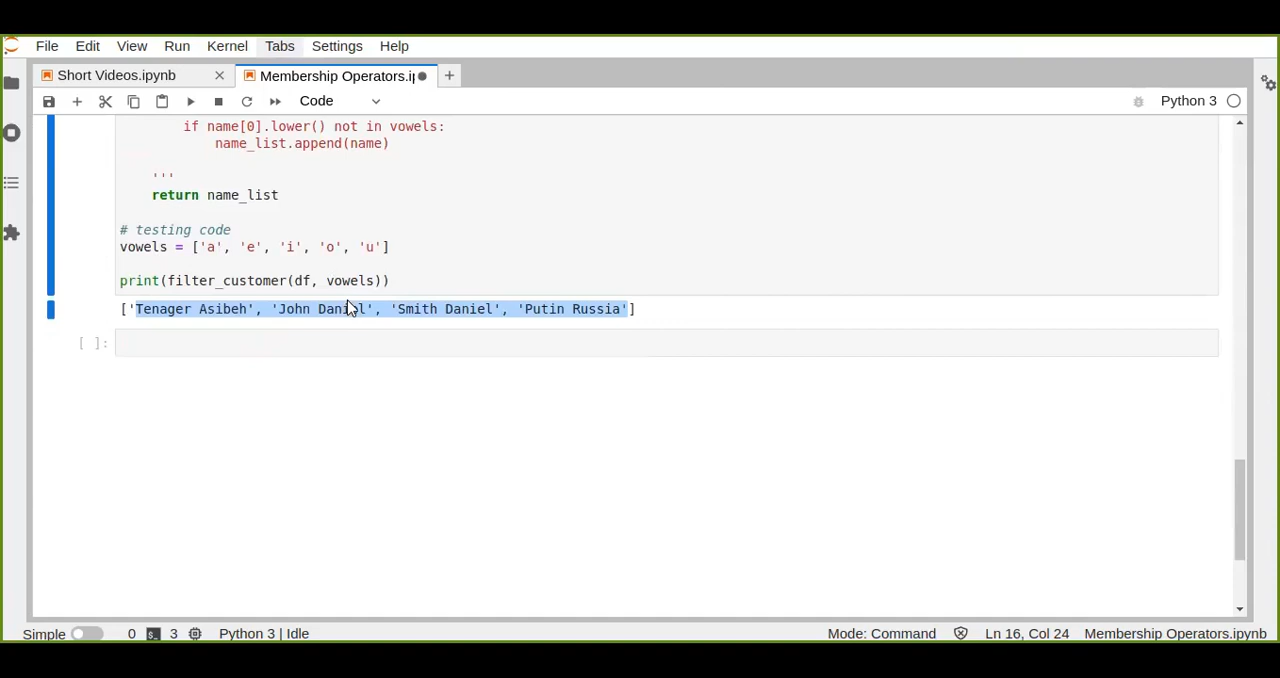 File Edit View Run Kernel Tabs Settings Help
Short Videos.ipynb Membership Operators.ij
Code Python 3
if name[0].lower() not in vowels:
name_list.append(name)
'''
return name_list
# testing code
vowels = ['a', 'e', 'i', 'o', 'u']
print(filter_customer(df, vowels))
['Tenager Asibeh', 'John Daniel', 'Smith Daniel', 'Putin Russia']
[ ]:
Simple 0 3 Python 3 | Idle Mode: Command Ln 16, Col 24 Membership Operators.ipynb